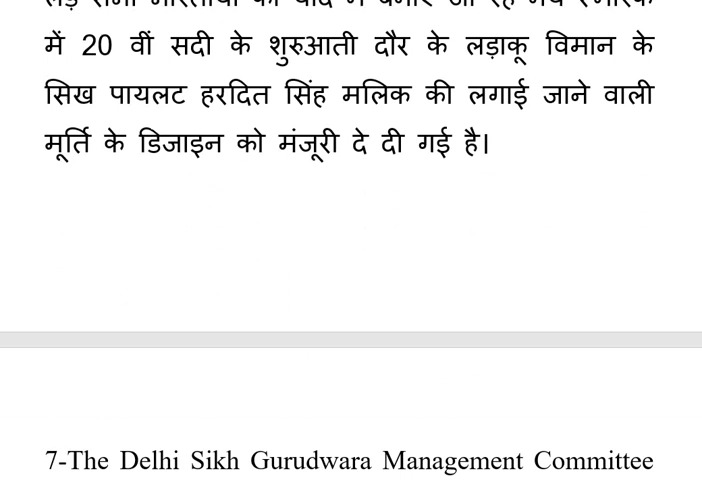 में 20 वीं सदी के शुरुआती दौर के लड़ाकू विमान के
सिख पायलट हरदित सिंह मलिक की लगाई जाने वाली
मूर्ति के डिजाइन को मंजूरी दे दी गई है।
7-The Delhi Sikh Gurudwara Management Committee